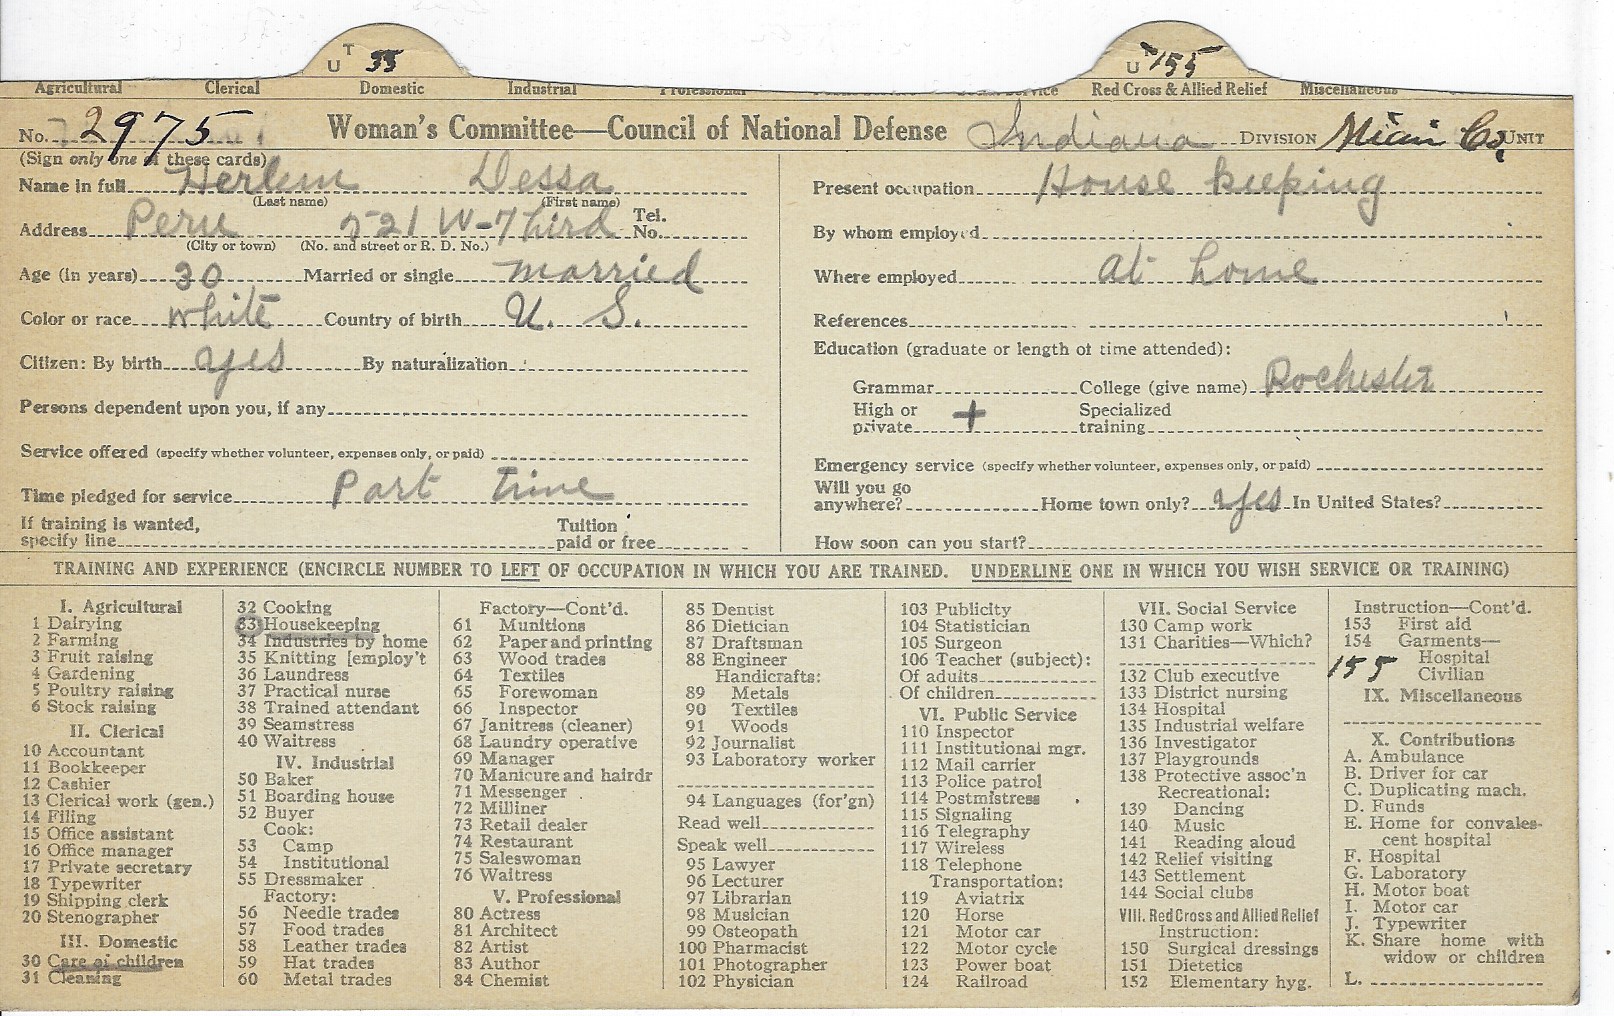 T
U 33
T
U 155
Agricultural Clerical Domestic Industrial Professional Red Cross & Allied Relief Miscellaneous
No. 2975 Woman's Committee—Council of National Defense Indiana DIVISION Miami Co. UNIT
(Sign only one of these cards)
Name in full Dessa
(Last name) (First name)
Address Peru 521 W-Third Tel. No.
(City or town) (No. and street or R. D. No.)
Age (in years) 30 Married or single married
Color or race white Country of birth U. S.
Citizen: By birth yes By naturalization
Persons dependent upon you, if any
Service offered (specify whether volunteer, expenses only, or paid)
Time pledged for service Part Time
If training is wanted,
specify line Tuition paid or free
Present occupation House keeping
By whom employed
Where employed at home
References
Education (graduate or length of time attended):
Grammar College (give name) Rochester
High or private + Specialized training
Emergency service (specify whether volunteer, expenses only, or paid)
Will you go anywhere? Home town only? yes In United States?
How soon can you start?
TRAINING AND EXPERIENCE (ENCIRCLE NUMBER TO LEFT OF OCCUPATION IN WHICH YOU ARE TRAINED. UNDERLINE ONE IN WHICH YOU WISH SERVICE OR TRAINING)
I. Agricultural
1 Dairying
2 Farming
3 Fruit raising
4 Gardening
5 Poultry raising
6 Stock raising
II. Clerical
10 Accountant
11 Bookkeeper
12 Cashier
13 Clerical work (gen.)
14 Filing
15 Office assistant
16 Office manager
17 Private secretary
18 Typewriter
19 Shipping clerk
20 Stenographer
III. Domestic
30 Care of children
31 Cleaning
32 Cooking
33 Housekeeping
34 Industries by home
35 Knitting [employ't
36 Laundress
37 Practical nurse
38 Trained attendant
39 Seamstress
40 Waitress
IV. Industrial
50 Baker
51 Boarding house
52 Buyer
Cook:
53 Camp
54 Institutional
55 Dressmaker
Factory:
56 Needle trades
57 Food trades
58 Leather trades
59 Hat trades
60 Metal trades
Factory—Cont'd.
61 Munitions
62 Paper and printing
63 Wood trades
64 Textiles
65 Forewoman
66 Inspector
67 Janitress (cleaner)
68 Laundry operative
69 Manager
70 Manicure and hairdr
71 Messenger
72 Milliner
73 Retail dealer
74 Restaurant
75 Saleswoman
76 Waitress
V. Professional
80 Actress
81 Architect
82 Artist
83 Author
84 Chemist
85 Dentist
86 Dietician
87 Draftsman
88 Engineer
Handicrafts:
89 Metals
90 Textiles
91 Woods
92 Journalist
93 Laboratory worker
94 Languages (for'gn)
Read well
Speak well
95 Lawyer
96 Lecturer
97 Librarian
98 Musician
99 Osteopath
100 Pharmacist
101 Photographer
102 Physician
103 Publicity
104 Statistician
105 Surgeon
106 Teacher (subject):
Of adults
Of children
VI. Public Service
110 Inspector
111 Institutional mgr.
112 Mail carrier
113 Police patrol
114 Postmistress
115 Signaling
116 Telegraphy
117 Wireless
118 Telephone
Transportation:
119 Aviatrix
120 Horse
121 Motor car
122 Motor cycle
123 Power boat
124 Railroad
VII. Social Service
130 Camp work
131 Charities—Which?
132 Club executive
133 District nursing
134 Hospital
135 Industrial welfare
136 Investigator
137 Playgrounds
138 Protective assoc'n
Recreational:
139 Dancing
140 Music
141 Reading aloud
142 Relief visiting
143 Settlement
144 Social clubs
VIII. Red Cross and Allied Relief
Instruction:
150 Surgical dressings
151 Dietetics
152 Elementary hyg.
Instruction—Cont'd.
153 First aid
154 Garments—
Hospital
155 Civilian
IX. Miscellaneous
X. Contributions
A. Ambulance
B. Driver for car
C. Duplicating mach.
D. Funds
E. Home for convales-
cent hospital
F. Hospital
G. Laboratory
H. Motor boat
I. Motor car
J. Typewriter
K. Share home with
widow or children
L.